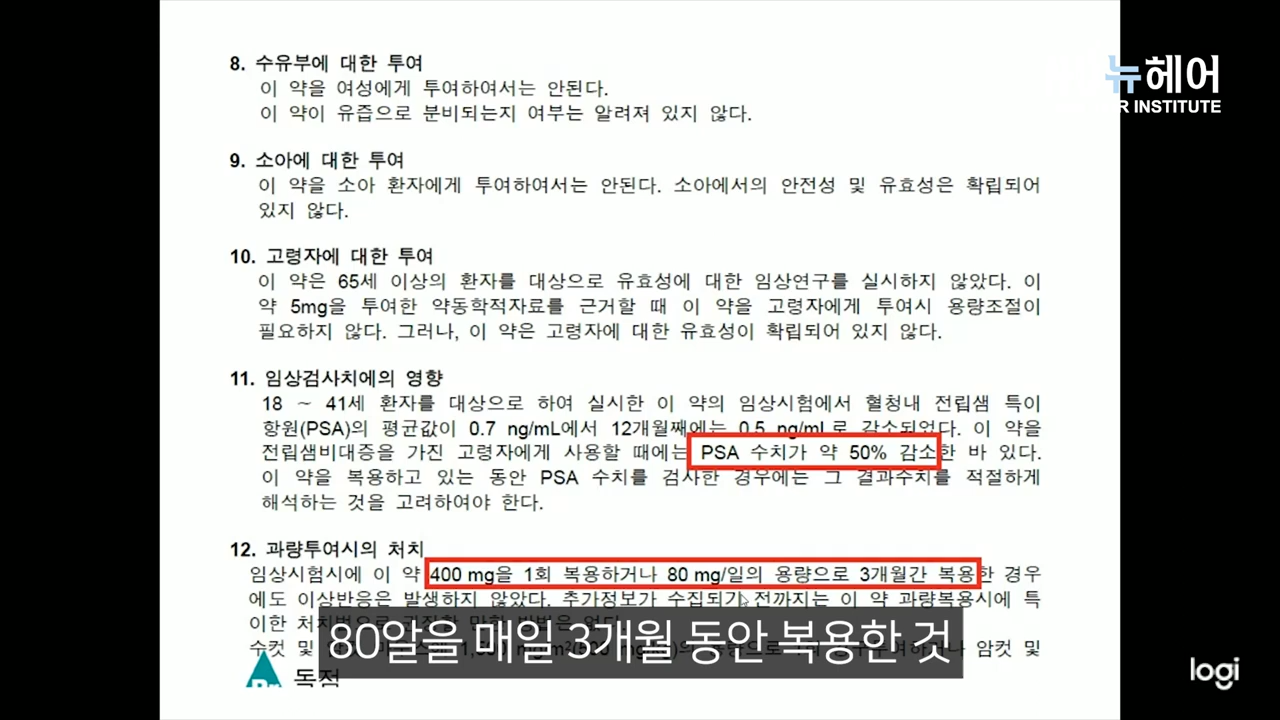 뉴헤어
R INSTITUTE
8. 수유부에 대한 투여
이 약을 여성에게 투여하여서는 안된다.
이 약이 유즙으로 분비되는지 여부는 알려져 있지 않다.
9. 소아에 대한 투여
이 약을 소아 환자에게 투여하여서는 안된다. 소아에서의 안전성 및 유효성은 확립되어
있지 않다.
10. 고령자에 대한 투여
이 약은 65세 이상의 환자를 대상으로 유효성에 대한 임상연구를 실시하지 않았다. 이
약 5mg을 투여한 약동학적자료를 근거할 때 이 약을 고령자에게 투여시 용량조절이
필요하지 않다. 그러나, 이 약은 고령자에 대한 유효성이 확립되어 있지 않다.
11. 임상검사치에의 영향
18 ~ 41세 환자를 대상으로 하여 실시한 이 약의 임상시험에서 혈청내 전립샘 특이
항원(PSA)의 평균값이 0.7 ng/mL에서 12개월째에는 0.5 ng/mL로 감소되었다. 이 약을
전립샘비대증을 가진 고령자에게 사용할 때에는 PSA 수치가 약 50% 감소한 바 있다.
이 약을 복용하고 있는 동안 PSA 수치를 검사한 경우에는 그 결과수치를 적절하게
해석하는 것을 고려하여야 한다.
12. 과량투여시의 처치
임상시험시에 이 약 400 mg을 1회 복용하거나 80 mg/일의 용량으로 3개월간 복용한 경우
에도 이상반응은 발생하지 않았다. 추가정보가 수집되기 전까지는 이 약 과량복용시에 특
이한
수컷 및 암컷 및
80알을 매일 3개월 동안 복용한 것
독점
logi